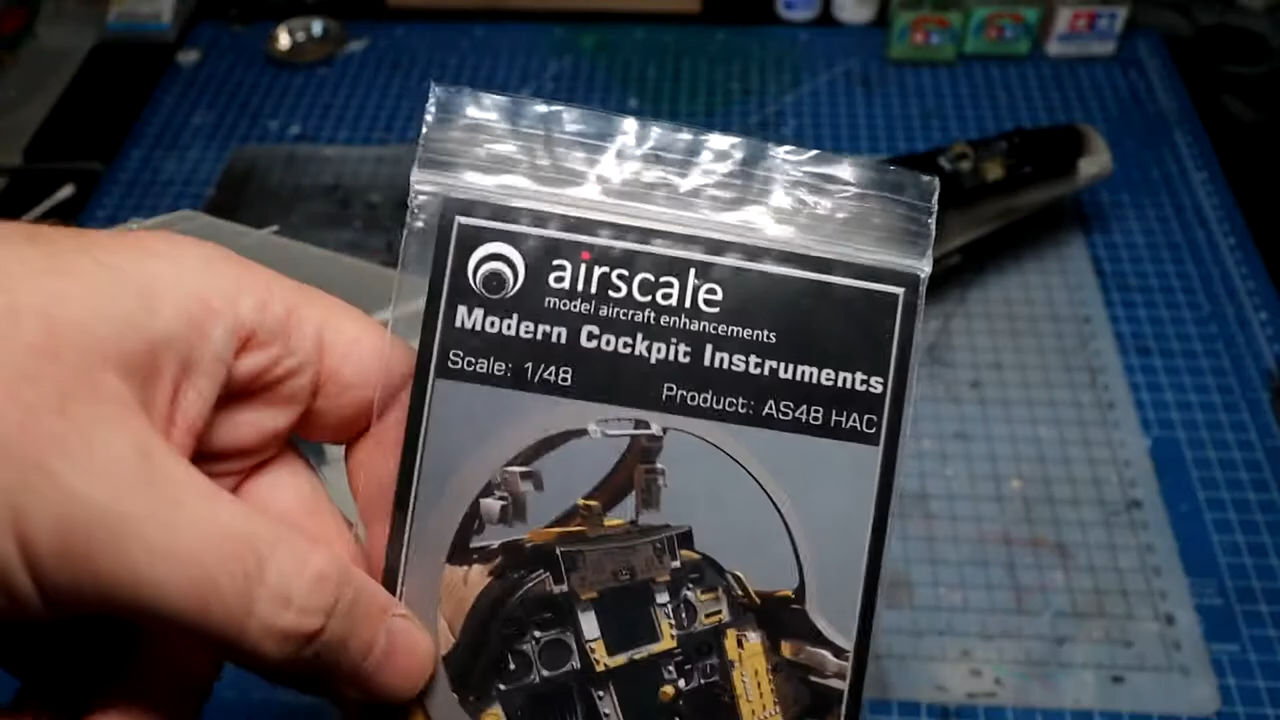 airscale
model aircraft enhancements
Modern Cockpit Instruments
Scale: 1/48
Product: AS48 HAC